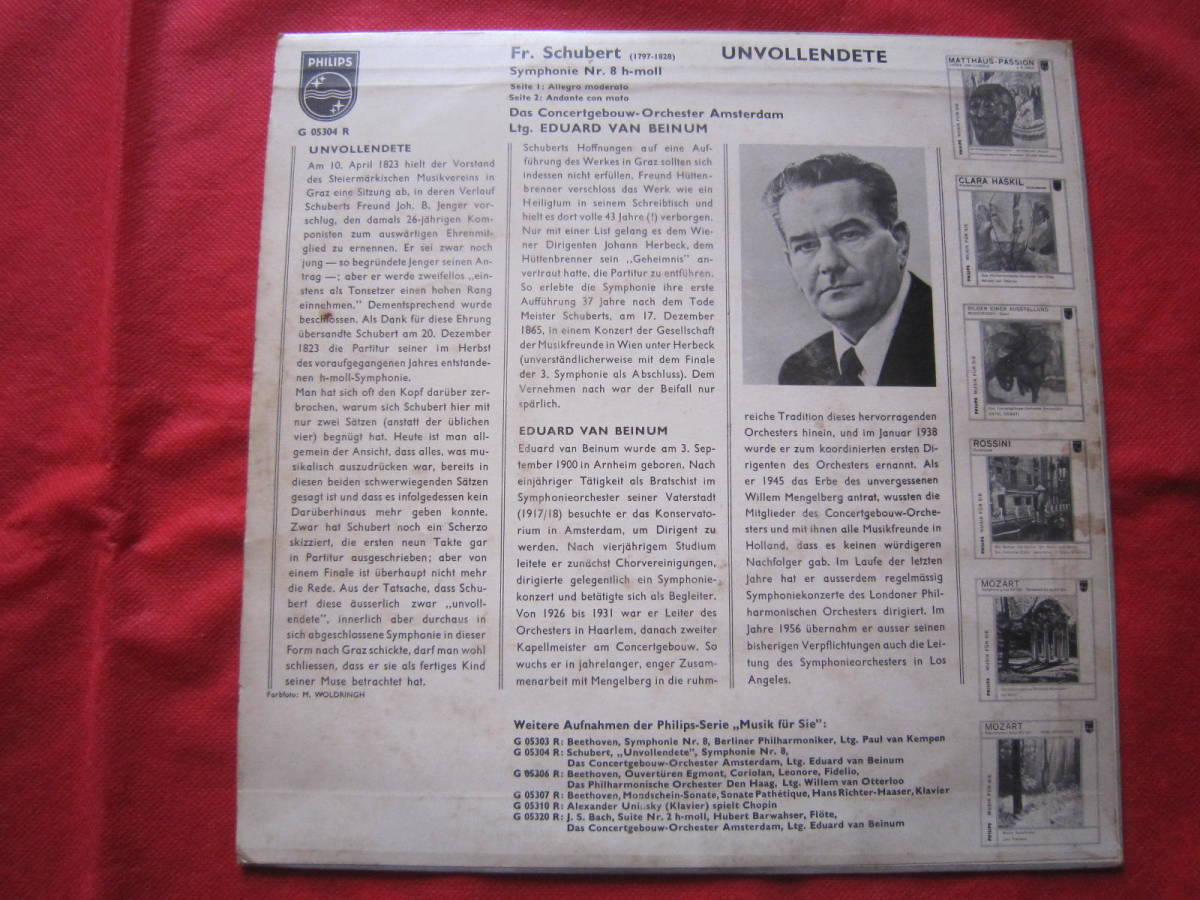 PHILIPS
G 05304 R
Fr. Schubert (1797-1828) UNVOLLENDETE
Symphonie Nr. 8 h-moll
Seite 1: Allegro moderato
Seite 2: Andante con moto
Das Concertgebouw-Orchester Amsterdam
Ltg. EDUARD VAN BEINUM
UNVOLLENDETE
Am 10. April 1823 hielt der Vorstand
des Steiermärkischen Musikvereins in
Graz eine Sitzung ab, in deren Verlauf
Schuberts Freund Joh. B. Jenger vor-
schlug, den damals 26-jährigen Kom-
ponisten zum auswärtigen Ehrenmit-
glied zu ernennen. Er sei zwar noch
jung — so begründete Jenger seinen An-
trag —; aber er werde zweifellos „ein-
stens als Tonsetzer einen hohen Rang
einnehmen.” Dementsprechend wurde
beschlossen. Als Dank für diese Ehrung
übersandte Schubert am 20. Dezember
1823 die Partitur seiner im Herbst
des voraufgegangenen Jahres entstande-
nen h-moll-Symphonie.
Man hat sich oft den Kopf darüber zer-
brochen, warum sich Schubert hier mit
nur zwei Sätzen (anstatt der üblichen
vier) begnügt hat. Heute ist man all-
gemein der Ansicht, dass alles, was mu-
sikalisch auszudrücken war, bereits in
diesen beiden schwerwiegenden Sätzen
gesagt ist und dass es infolgedessen kein
Darüberhinaus mehr geben konnte.
Zwar hat Schubert noch ein Scherzo
skizziert, die ersten neun Takte gar
in Partitur ausgeschrieben; aber von
einem Finale ist überhaupt nicht mehr
die Rede. Aus der Tatsache, dass Schu-
bert diese äusserlich zwar „unvoll-
endete”, innerlich aber durchaus in
sich abgeschlossene Symphonie in dieser
Form nach Graz schickte, darf man wohl
schliessen, dass er sie als fertiges Kind
seiner Muse betrachtet hat.
Farbfoto: M. WOLDRINGH
Schuberts Hoffnungen auf eine Auf-
führung des Werkes in Graz sollten sich
indessen nicht erfüllen. Freund Hütten-
brenner verschloss das Werk wie ein
Heiligtum in seinem Schreibtisch und
hielt es dort volle 43 Jahre (!) verborgen.
Nur mit einer List gelang es dem Wie-
ner Dirigenten Johann Herbeck, dem
Hüttenbrenner sein „Geheimnis” an-
vertraut hatte, die Partitur zu entführen.
So erlebte die Symphonie ihre erste
Aufführung 37 Jahre nach dem Tode
Meister Schuberts, am 17. Dezember
1865, in einem Konzert der Gesellschaft
der Musikfreunde in Wien unter Herbeck
(unverständlicherweise mit dem Finale
der 3. Symphonie als Abschluss). Dem
Vernehmen nach war der Beifall nur
spärlich.
EDUARD VAN BEINUM
Eduard van Beinum wurde am 3. Sep-
tember 1900 in Arnheim geboren. Nach
einjähriger Tätigkeit als Bratschist im
Symphonieorchester seiner Vaterstadt
(1917/18) besuchte er das Konservato-
rium in Amsterdam, um Dirigent zu
werden. Nach vierjährigem Studium
leitete er zunächst Chorvereinigungen,
dirigierte gelegentlich ein Symphonie-
konzert und betätigte sich als Begleiter.
Von 1926 bis 1931 war er Leiter des
Orchesters in Haarlem, danach zweiter
Kapellmeister am Concertgebouw. So
wuchs er in jahrelanger, enger Zusam-
menarbeit mit Mengelberg in die ruhm-
reiche Tradition dieses hervorragenden
Orchesters hinein, und im Januar 1938
wurde er zum koordinierten ersten Di-
rigenten des Orchesters ernannt. Als
er 1945 das Erbe des unvergessenen
Willem Mengelberg antrat, wussten die
Mitglieder des Concertgebouw-Orche-
sters und mit ihnen alle Musikfreunde in
Holland, dass es keinen würdigeren
Nachfolger gab. Im Laufe der letzten
Jahre hat er ausserdem regelmässig
Symphoniekonzerte des Londoner Phil-
harmonischen Orchesters dirigiert. Im
Jahre 1956 übernahm er ausser seinen
bisherigen Verpflichtungen auch die Lei-
tung des Symphonieorchesters in Los
Angeles.
Weitere Aufnahmen der Philips-Serie „Musik für Sie”:
G 05303 R: Beethoven, Symphonie Nr. 8, Berliner Philharmoniker, Ltg. Paul van Kempen
G 05304 R: Schubert, „Unvollendete”, Symphonie Nr. 8,
Das Concertgebouw-Orchester Amsterdam, Ltg. Eduard van Beinum
G 05306 R: Beethoven, Ouvertüren Egmont, Coriolan, Leonore, Fidelio,
Das Philharmonische Orchester Den Haag, Ltg. Willem van Otterloo
G 05307 R: Beethoven, Mondschein-Sonate, Sonate Pathétique, Hans Richter-Haaser, Klavier
G 05310 R: Alexander Uninsky (Klavier) spielt Chopin
G 05320 R: J. S. Bach, Suite Nr. 2 h-moll, Hubert Barwahser, Flöte,
Das Concertgebouw-Orchester Amsterdam, Ltg. Eduard van Beinum
MATTHÄUS-PASSION
PHILIPS MUSIK FÜR SIE
CLARA HASKIL
PHILIPS MUSIK FÜR SIE
BILDER EINER AUSSTELLUNG
PHILIPS MUSIK FÜR SIE
ROSSINI
PHILIPS MUSIK FÜR SIE
MOZART
PHILIPS MUSIK FÜR SIE
MOZART
PHILIPS MUSIK FÜR SIE